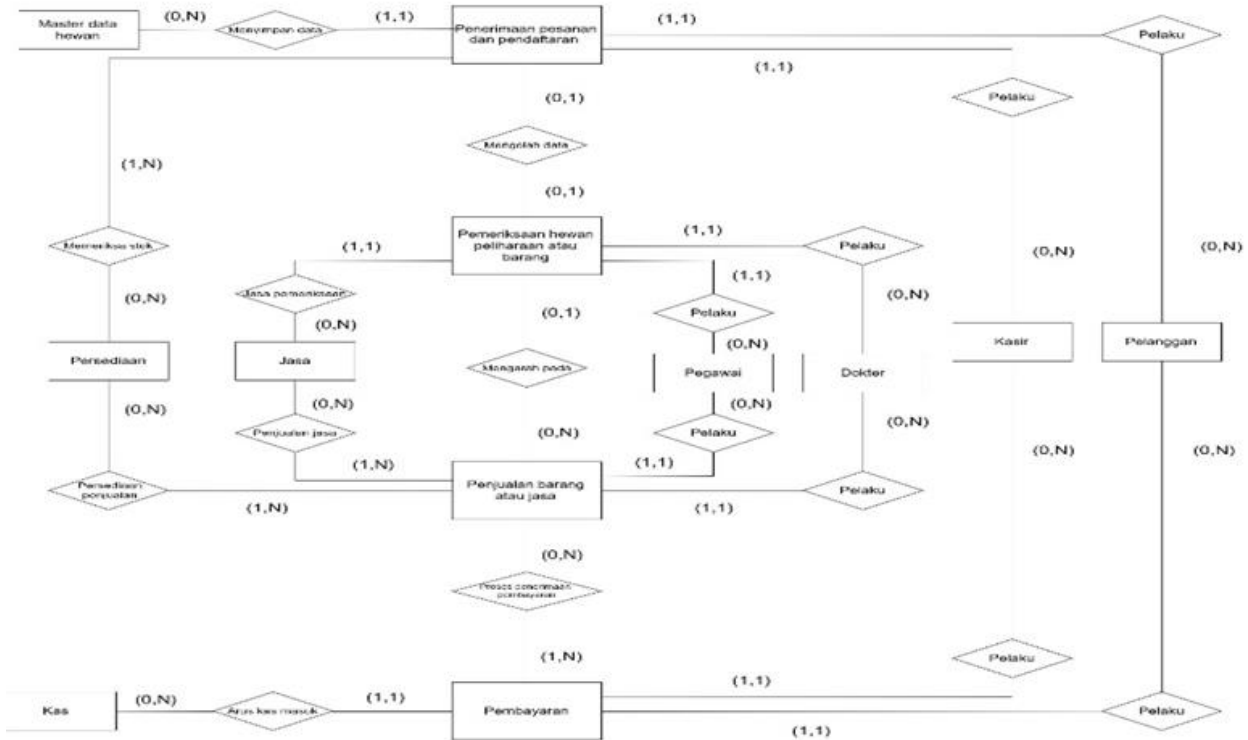 Master data
hewan
(0,N)
Menyimpan data
(1,1)
Penerimaan pesanan
dan pendaftaran
(1,1)
Pelaku
(1,1)
Pelaku
(0,1)
Mengolah data
(1,N)
(0,1)
Memeriksa stok
(1,1)
Pemeriksaan hewan
peliharaan atau
barang
(1,1)
Pelaku
(0,N)
(0,N)
(1,1)
(0,N)
Jasa pemeriksaan
(0,N)
(0,1)
Pelaku
(0,N)
(0,N)
Persediaan
Jasa
Mengarah pada
Pegawai
Dokter
Kasir
Pelanggan
(0,N)
(0,N)
(0,N)
(0,N)
Penjualan jasa
(0,N)
Pelaku
(0,N)
(0,N)
(1,N)
(1,1)
Persediaan
penjualan
(1,N)
Penjualan barang
atau jasa
(1,1)
Pelaku
(0,N)
Proses penerimaan
pembayaran
(1,N)
Pelaku
(1,1)
Kas
(0,N)
Arus kas masuk
(1,1)
Pembayaran
(1,1)
Pelaku